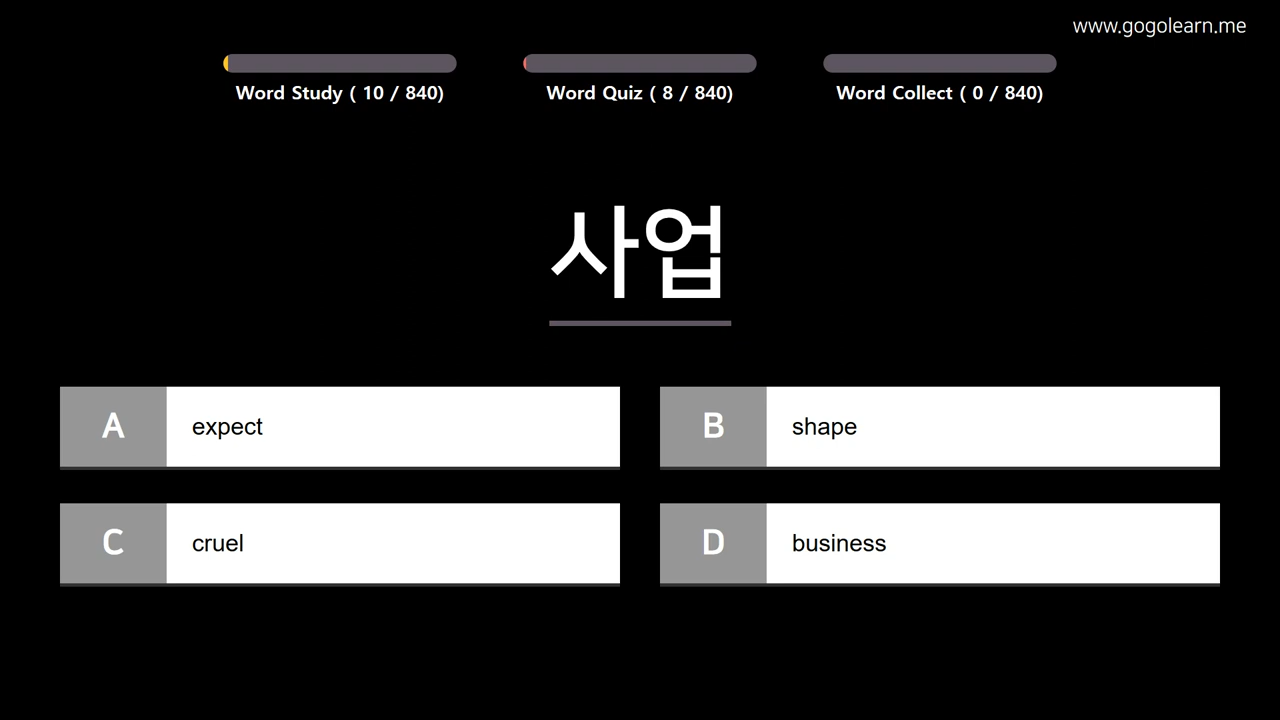 www.gogolearn.me
Word Study ( 10 / 840)
Word Quiz ( 8 / 840)
Word Collect ( 0 / 840)
사업
A expect
B shape
C cruel
D business